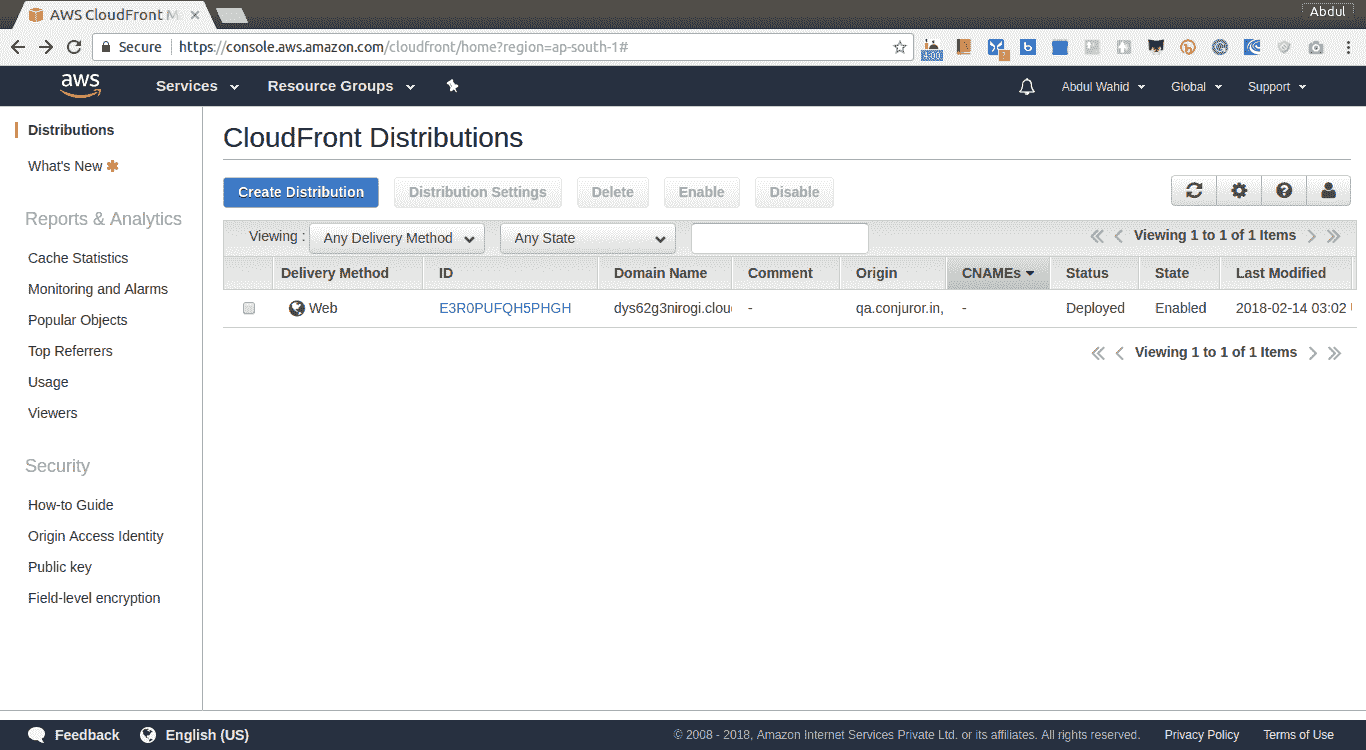 AWS CloudFront M
Abdul
Secure https://console.aws.amazon.com/cloudfront/home?region=ap-south-1#
4:00
aws Services Resource Groups Abdul Wahid Global Support
Distributions
What's New
Reports & Analytics
Cache Statistics
Monitoring and Alarms
Popular Objects
Top Referrers
Usage
Viewers
Security
How-to Guide
Origin Access Identity
Public key
Field-level encryption
CloudFront Distributions
Create Distribution Distribution Settings Delete Enable Disable
Viewing : Any Delivery Method Any State Viewing 1 to 1 of 1 Items
Delivery Method ID Domain Name Comment Origin CNAMEs Status State Last Modified
Web E3R0PUFQH5PHGH dys62g3nirogi.clou - qa.conjuror.in, - Deployed Enabled 2018-02-14 03:02
Viewing 1 to 1 of 1 Items
Feedback English (US) © 2008 - 2018, Amazon Internet Services Private Ltd. or its affiliates. All rights reserved. Privacy Policy Terms of Use